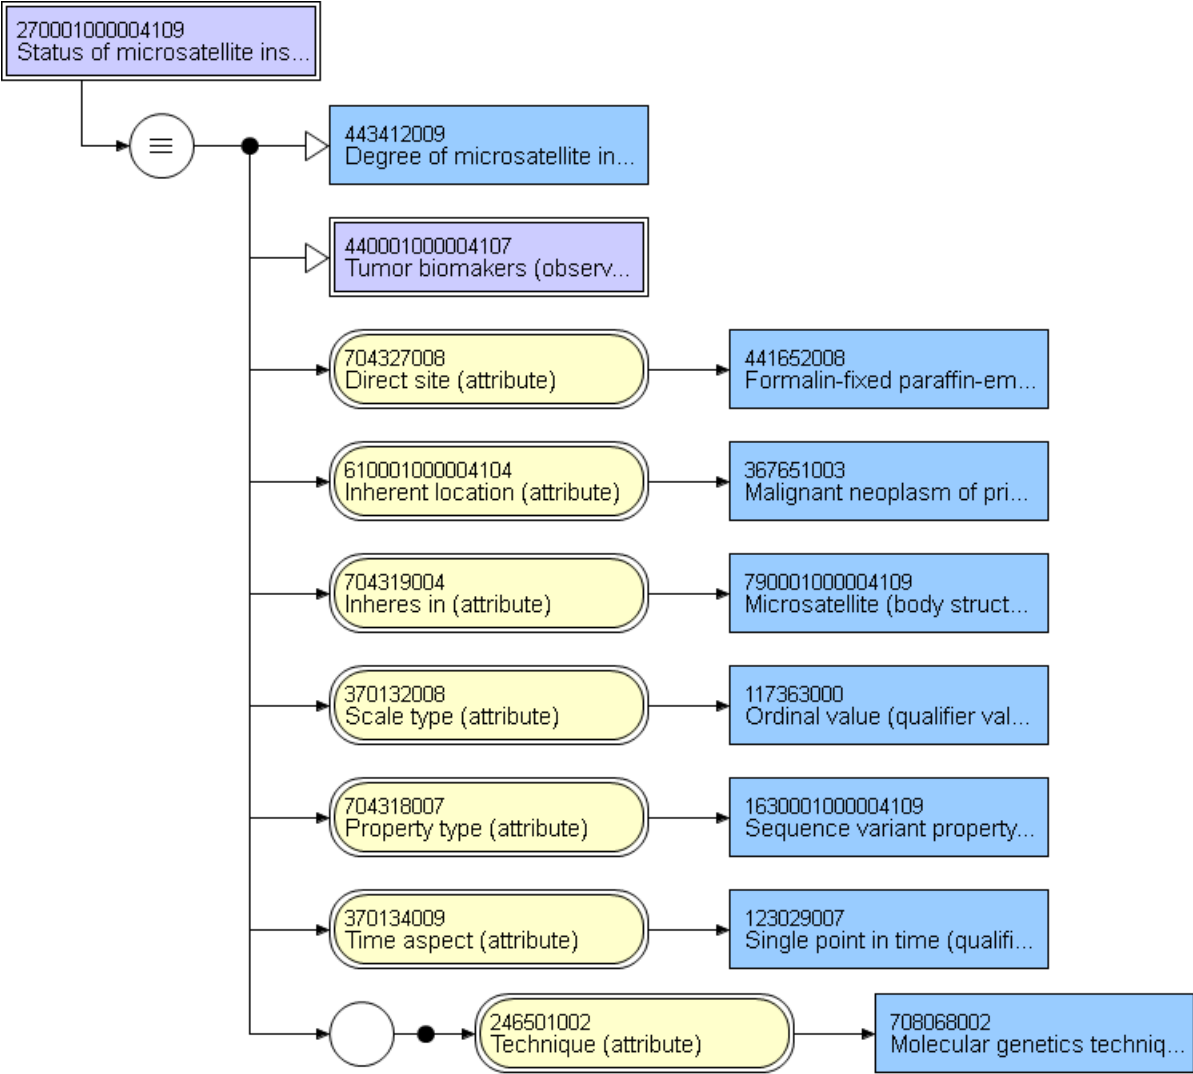 270001000004109
Status of microsatellite ins...
≡
443412009
Degree of microsatellite in...
440001000004107
Tumor biomakers (observ...
704327008
Direct site (attribute)
441652008
Formalin-fixed paraffin-em...
610001000004104
Inherent location (attribute)
367651003
Malignant neoplasm of pri...
704319004
Inheres in (attribute)
790001000004109
Microsatellite (body struct...
370132008
Scale type (attribute)
117363000
Ordinal value (qualifier val...
704318007
Property type (attribute)
1630001000004109
Sequence variant property...
370134009
Time aspect (attribute)
123029007
Single point in time (qualifi...
246501002
Technique (attribute)
708068002
Molecular genetics techniq...